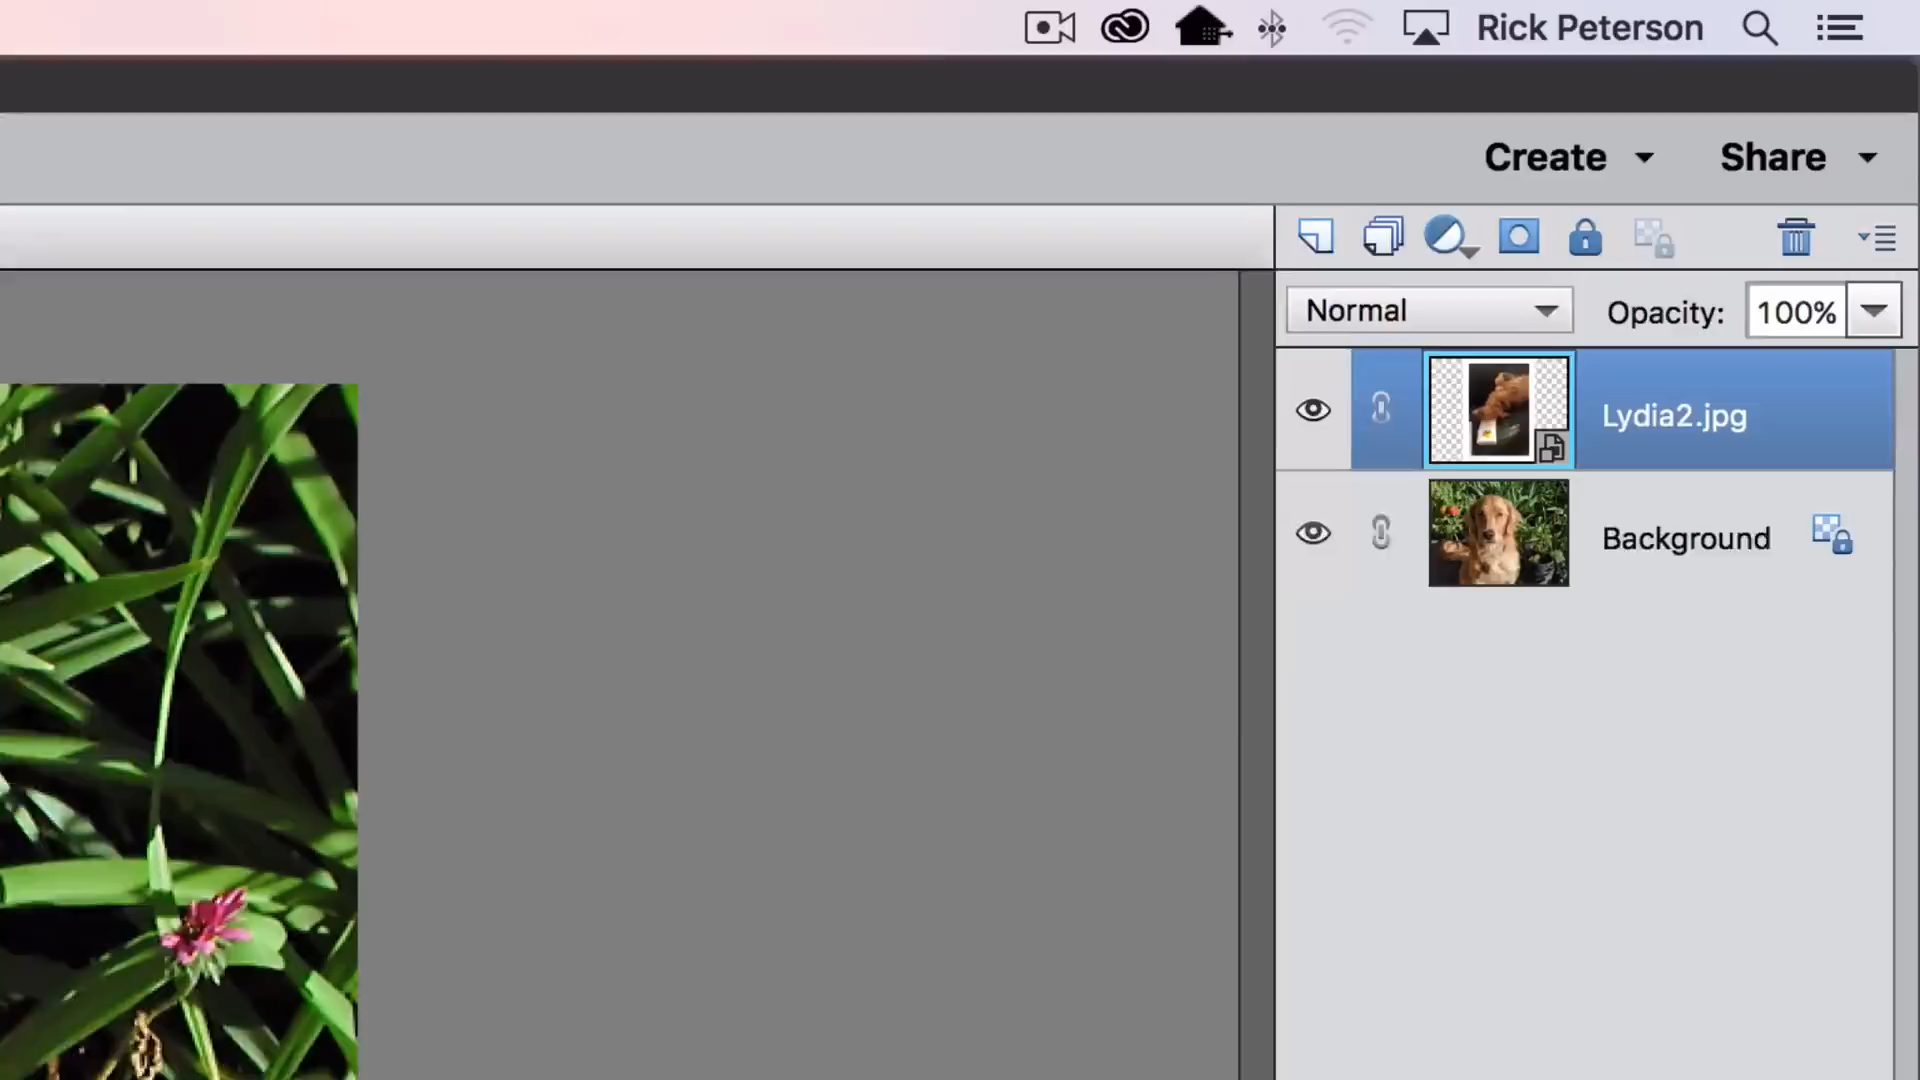 Rick Peterson
Create Share
Normal Opacity: 100%
Lydia2.jpg
Background